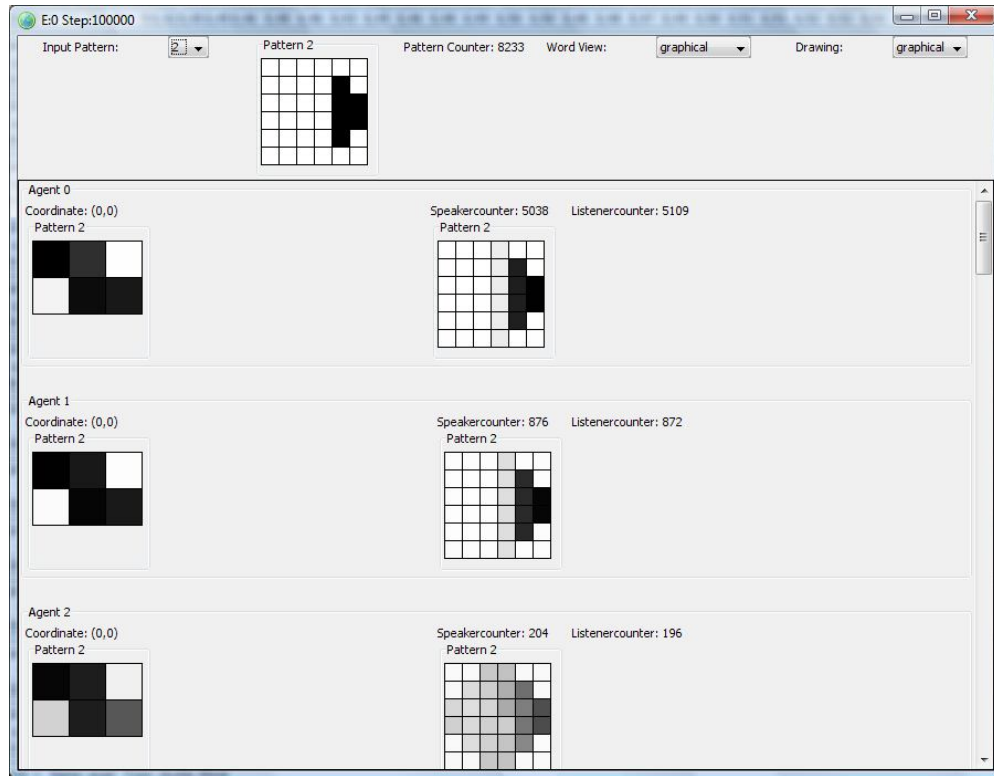 E:0 Step:100000
Input Pattern: 2 Pattern 2 Pattern Counter: 8233 Word View: graphical Drawing: graphical
Agent 0
Coordinate: (0,0) Speakercounter: 5038 Listenercounter: 5109
Pattern 2 Pattern 2
Agent 1
Coordinate: (0,0) Speakercounter: 876 Listenercounter: 872
Pattern 2 Pattern 2
Agent 2
Coordinate: (0,0) Speakercounter: 204 Listenercounter: 196
Pattern 2 Pattern 2